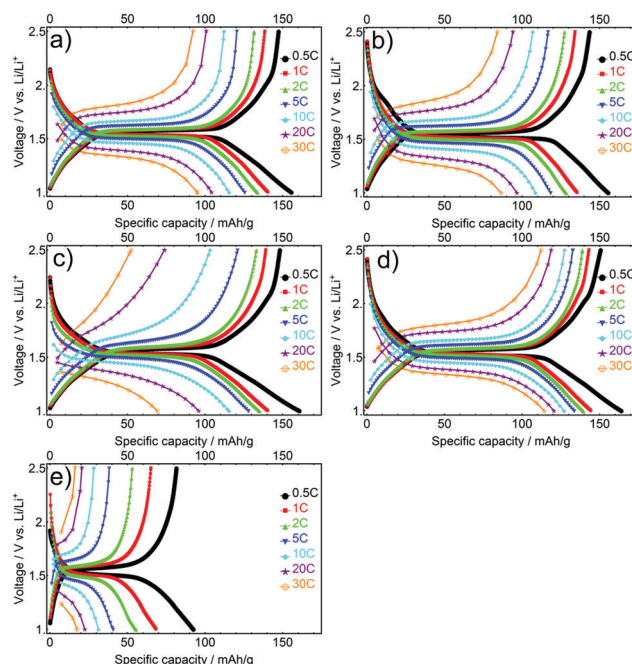 0 50 100 150 0 50 100 150
2.5 a) 2.5 b)
0.5C 0.5C
1C 1C
2 2C 2 2C
5C 5C
10C 10C
1.5 20C 1.5 20C
30C 30C
1 1
0 50 100 150 0 50 100 150
Voltage / V vs. Li/Li+ Voltage / V vs. Li/Li+
Specific capacity / mAh/g Specific capacity / mAh/g
2.5 c) 2.5 d)
0.5C 0.5C
1C 1C
2 2C 2 2C
5C 5C
10C 10C
1.5 20C 1.5 20C
30C 30C
1 1
0 50 100 150 0 50 100 150
Voltage / V vs. Li/Li+ Voltage / V vs. Li/Li+
Specific capacity / mAh/g Specific capacity / mAh/g
0 50 100 150
2.5 e)
0.5C
1C
2 2C
5C
10C
1.5 20C
30C
1
0 50 100 150
Voltage / V vs. Li/Li+
Specific capacity / mAh/g